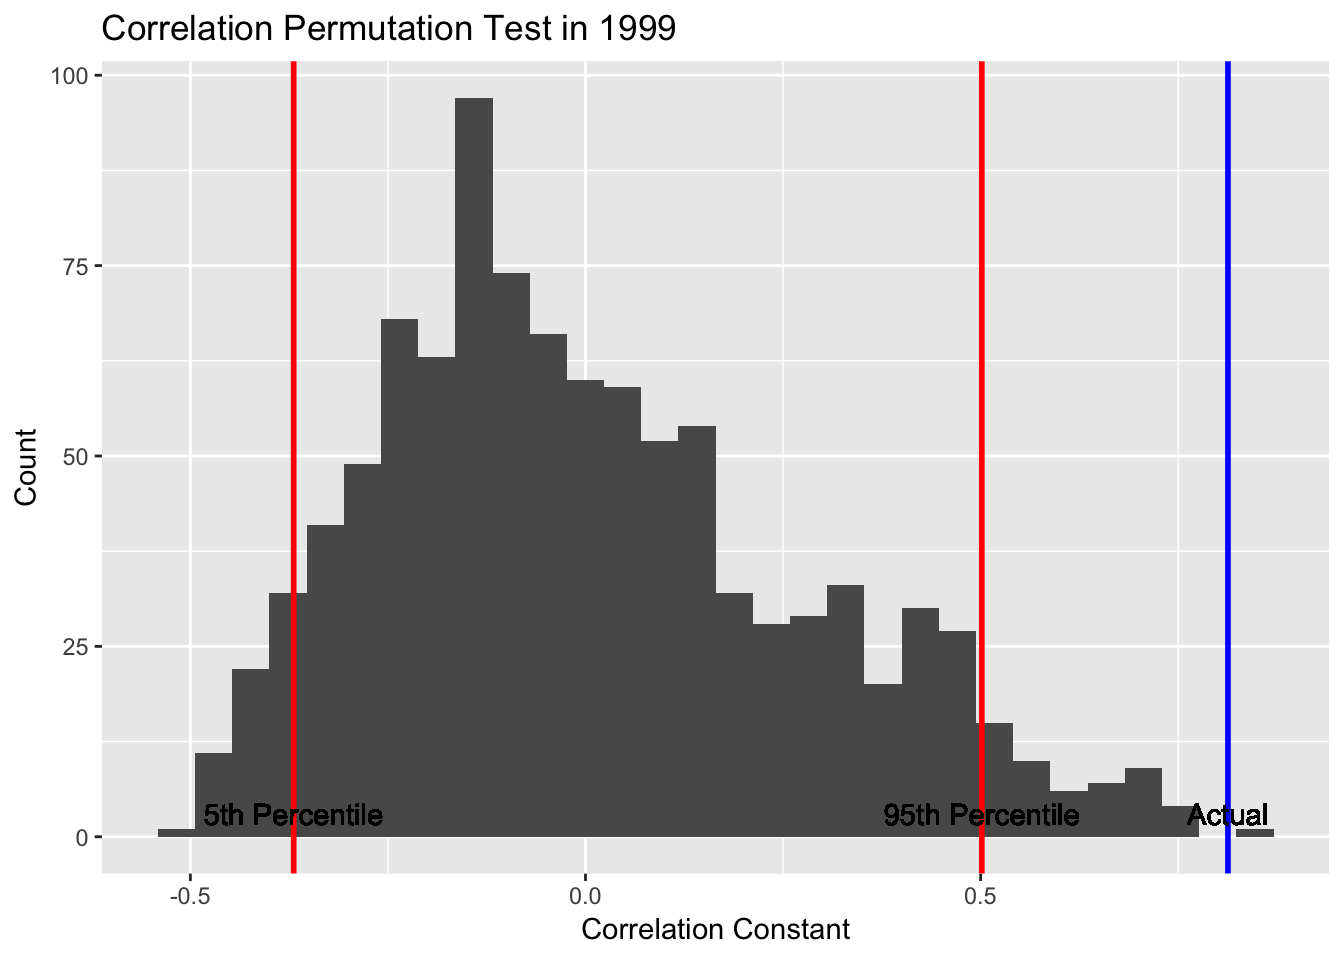 Correlation Permutation Test in 1999
100
75
50
25
0
Count
5th Percentile
95th Percentile
Actual
-0.5
0.0
0.5
Correlation Constant